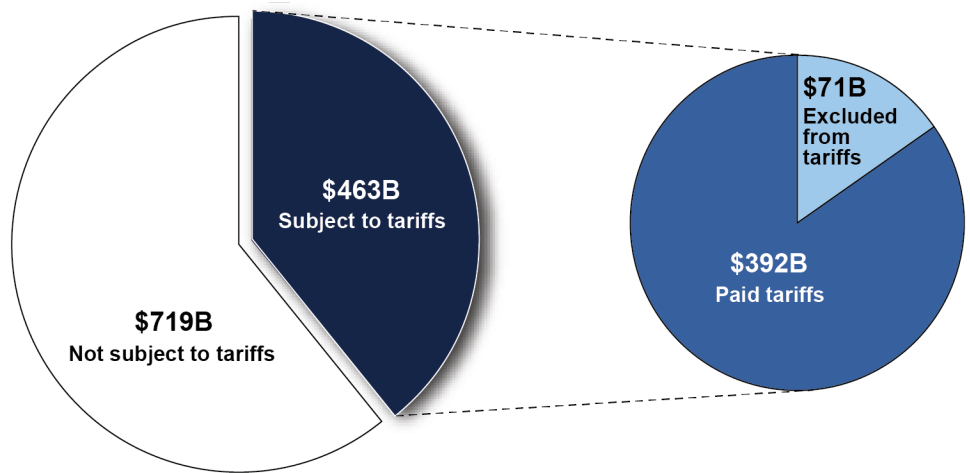 $719B
Not subject to tariffs
$463B
Subject to tariffs
$71B
Excluded
from
tariffs
$392B
Paid tariffs